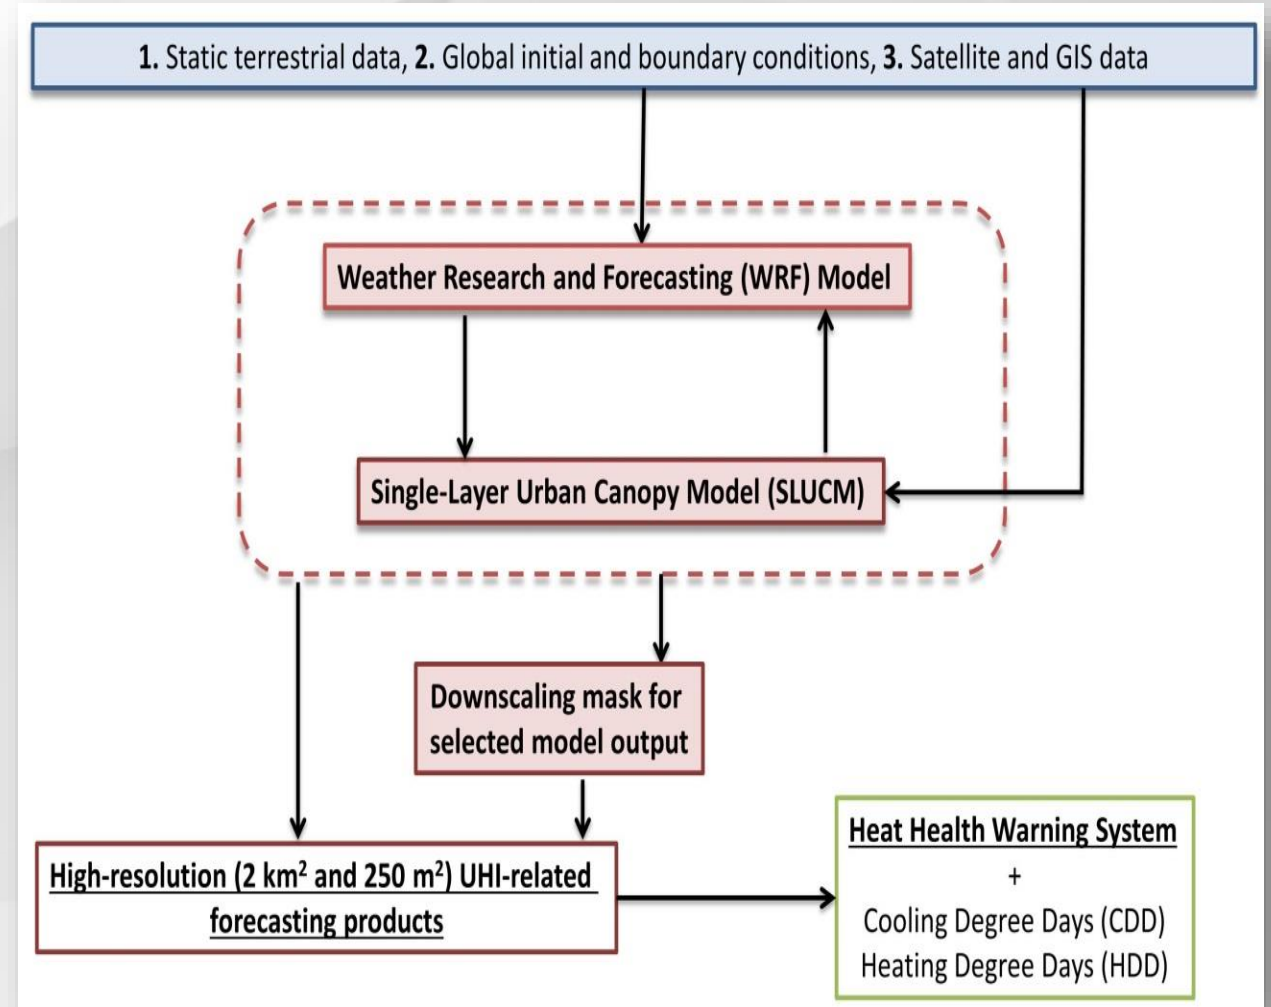 1. Static terrestrial data, 2. Global initial and boundary conditions, 3. Satellite and GIS data
Weather Research and Forecasting (WRF) Model
Single-Layer Urban Canopy Model (SLUCM)
Downscaling mask for
selected model output
High-resolution (2 km² and 250 m²) UHI-related
forecasting products
Heat Health Warning System
+
Cooling Degree Days (CDD)
Heating Degree Days (HDD)